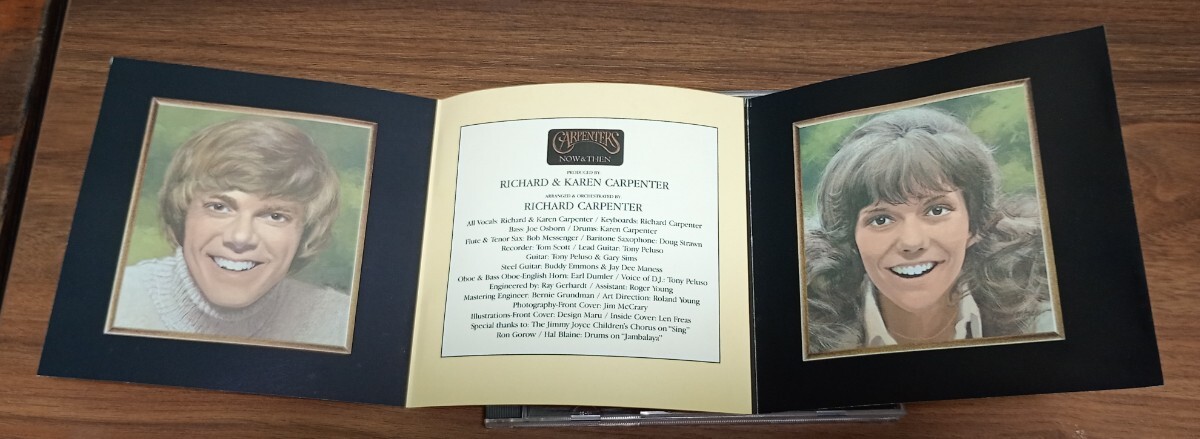 CARPENTERS
NOW & THEN
PRODUCED BY
RICHARD & KAREN CARPENTER
ARRANGED & ORCHESTRATED BY
RICHARD CARPENTER
All Vocals: Richard & Karen Carpenter / Keyboards: Richard Carpenter
Bass: Joe Osborn / Drums: Karen Carpenter
Flute & Tenor Sax: Bob Messenger / Baritone Saxophone: Doug Strawn
Recorder: Tom Scott / Lead Guitar: Tony Peluso
Guitar: Tony Peluso & Gary Sims
Steel Guitar: Buddy Emmons & Jay Dee Maness
Oboe & Bass Oboe-English Horn: Earl Dumler / Voice of D.J.: Tony Peluso
Engineered by: Ray Gerhardt / Assistant: Roger Young
Mastering Engineer: Bernie Grundman / Art Direction: Roland Young
Photography-Front Cover: Jim McCrary
Illustrations-Front Cover: Design Maru / Inside Cover: Len Freas
Special thanks to: The Jimmy Joyce Children's Chorus on "Sing"
Ron Gorow / Hal Blaine: Drums on "Jambalaya"